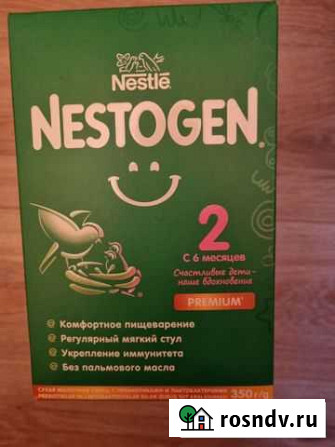 Nestlé
NESTOGEN®
2
С 6 месяцев
Счастливые дети -
наше вдохновение
PREMIUM
Комфортное пищеварение
Регулярный мягкий стул
Укрепление иммунитета
Без пальмового масла
350 г/g
rosndv.ru